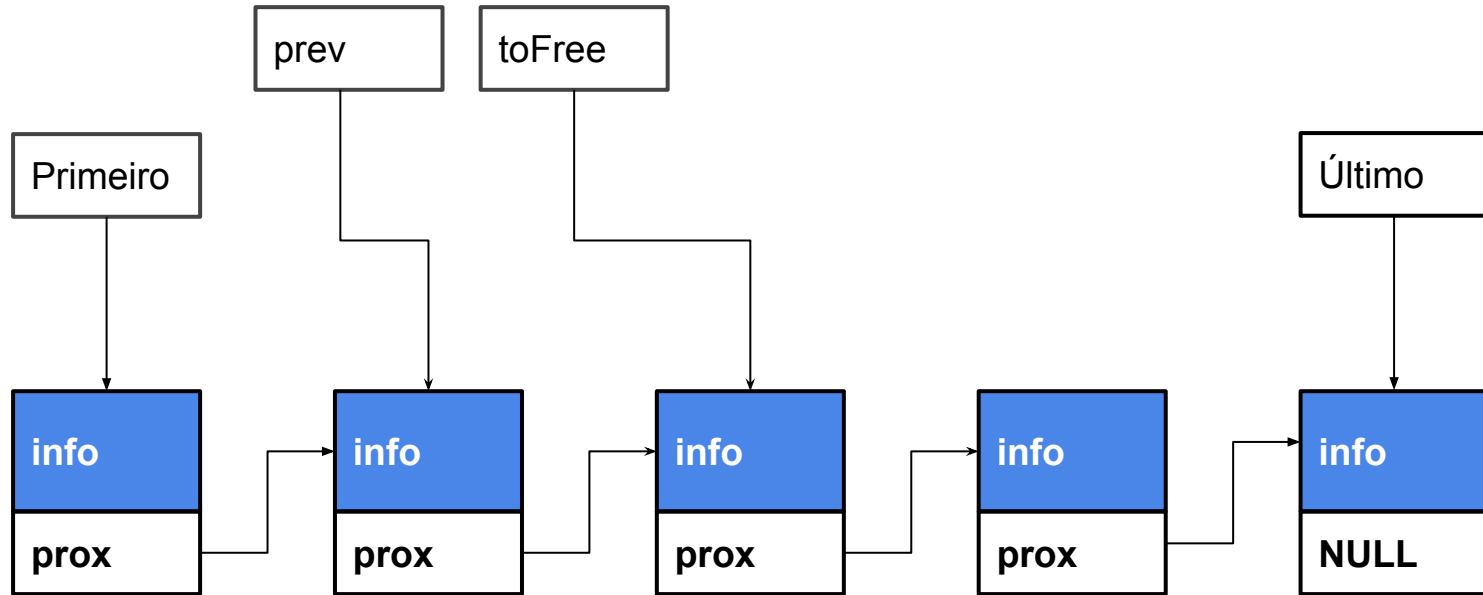 prev
toFree
Primeiro
Último
info
info
info
info
info
prox
prox
prox
prox
NULL